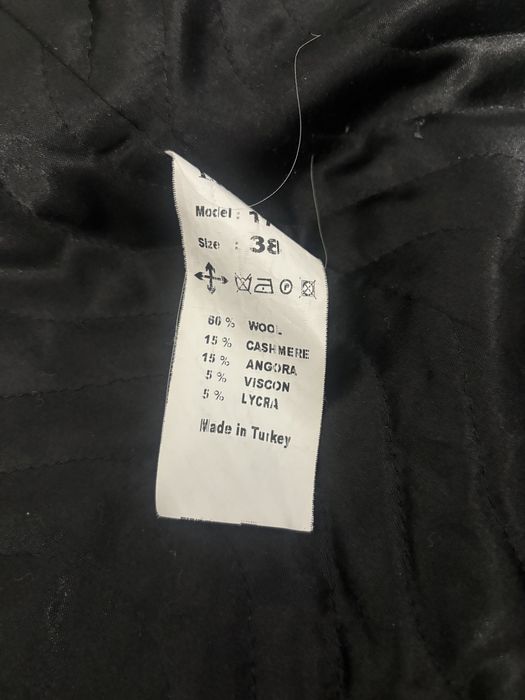 Model :
Size : 38
60 % WOOL
15 % CASHMERE
15 % ANGORA
5 % VISCON
5 % LYCRA
Made in Turkey